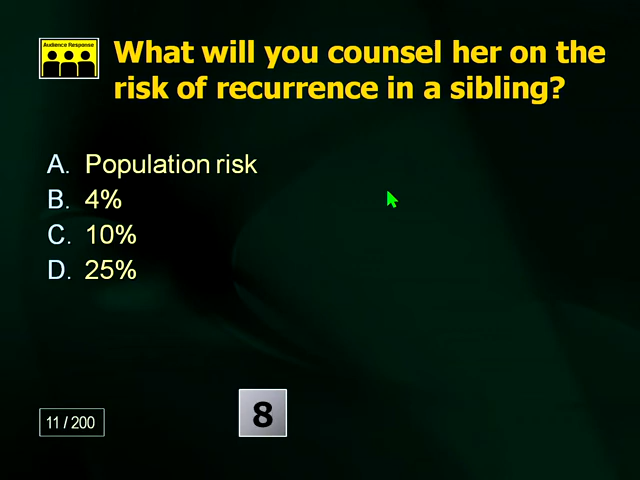 Audience Response
What will you counsel her on the
risk of recurrence in a sibling?
A. Population risk
B. 4%
C. 10%
D. 25%
11 / 200
8